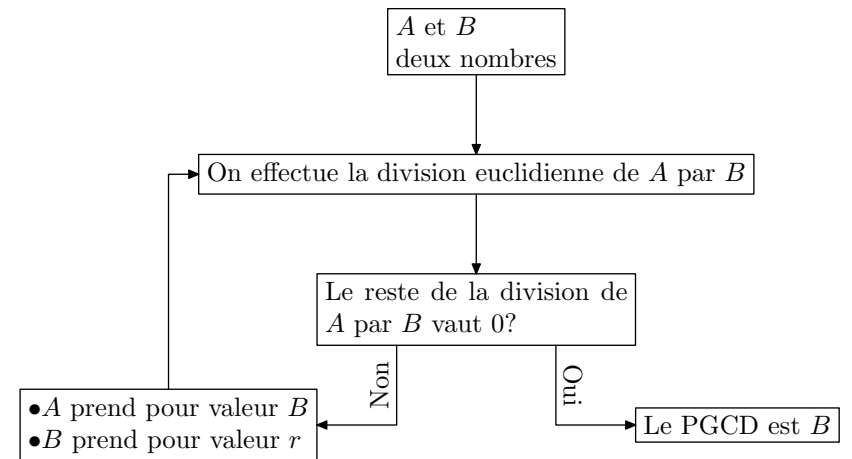 A et B
deux nombres
On effectue la division euclidienne de A par B
Le reste de la division de
A par B vaut 0?
Non
Oui
•A prend pour valeur B
•B prend pour valeur r
Le PGCD est B